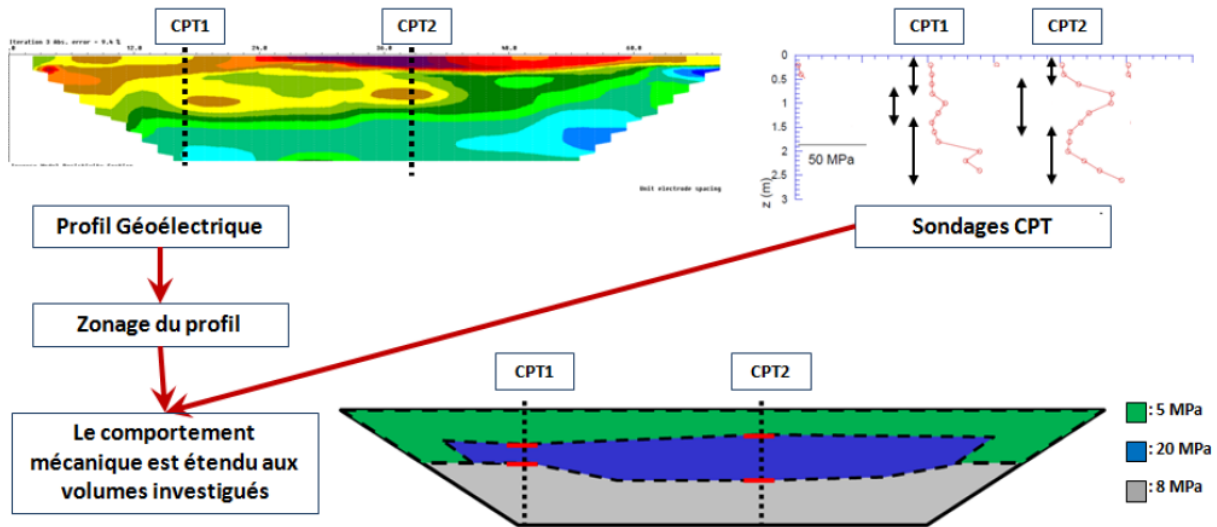 CPT1
CPT2
Iteration 3 Abs. error = 9.4 %
.0 12.0 24.0 36.0 48.0 60.0
Unit electrode spacing
CPT1
CPT2
0
0.5
1.0
1.5
2.0
2.5
3
z (m)
50 MPa
Profil Géoélectrique
Sondages CPT
Zonage du profil
Le comportement
mécanique est étendu aux
volumes investigués
CPT1
CPT2
: 5 MPa
: 20 MPa
: 8 MPa